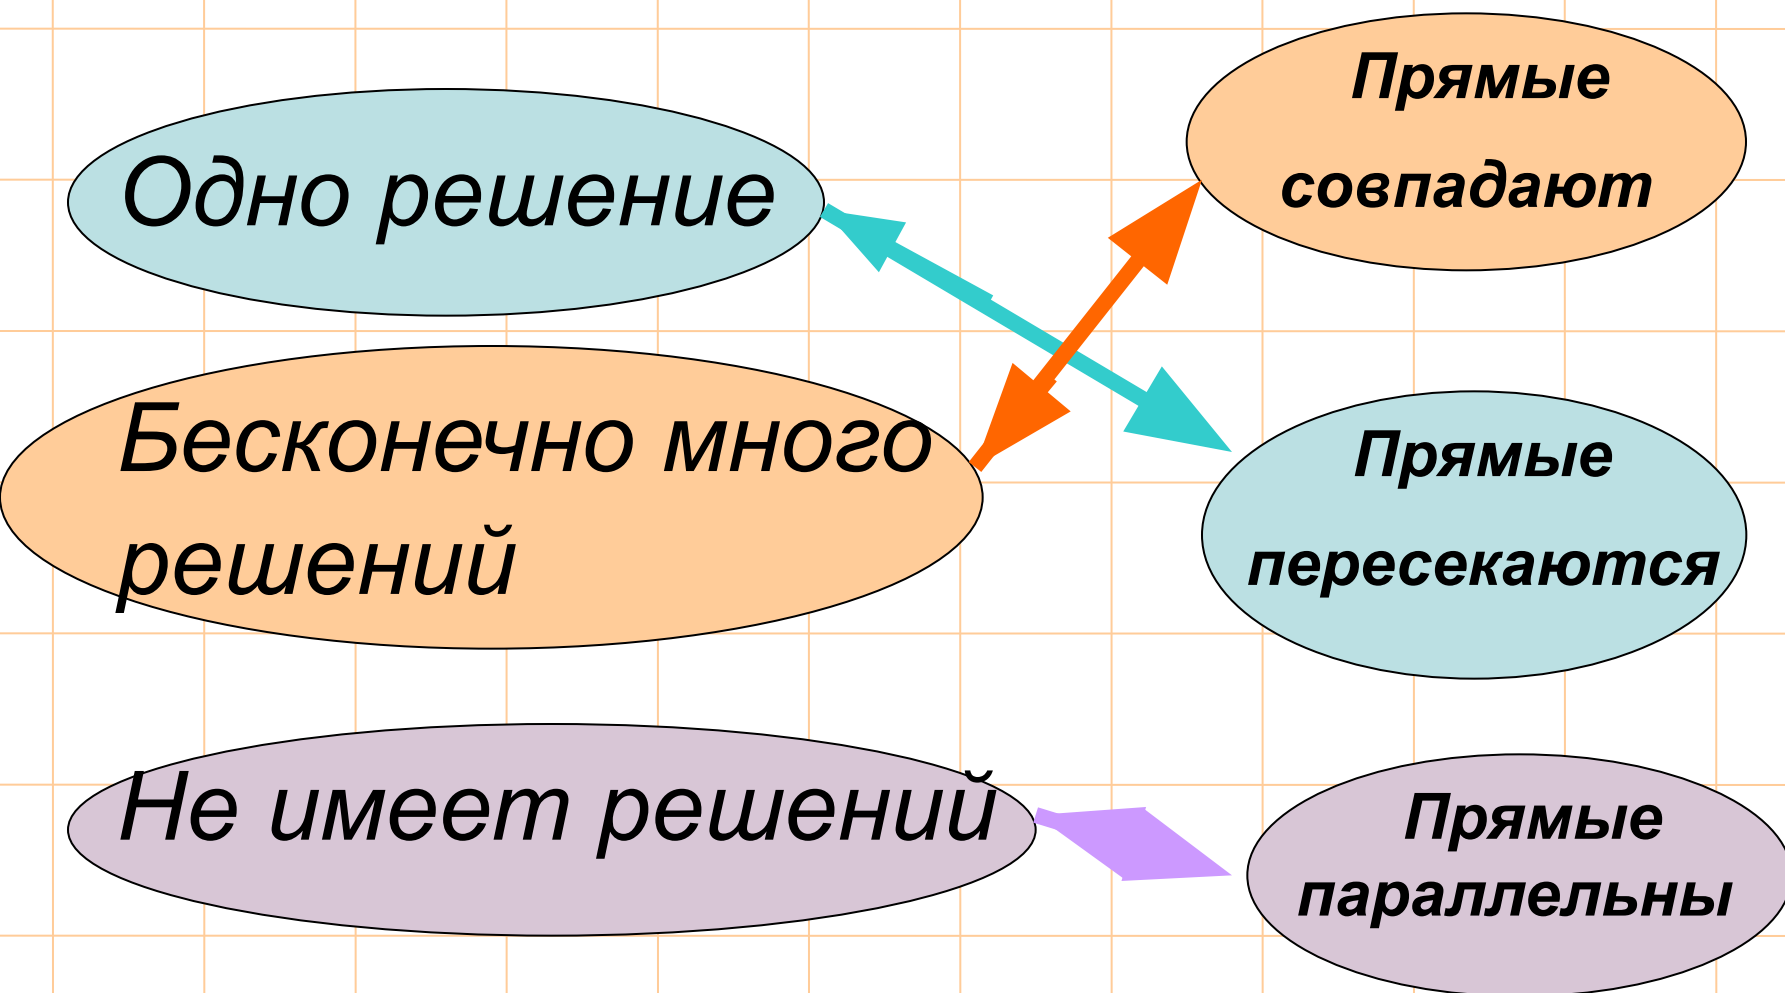 Одно решение
Бесконечно много
решений
Не имеет решений
Прямые
совпадают
Прямые
пересекаются
Прямые
параллельны